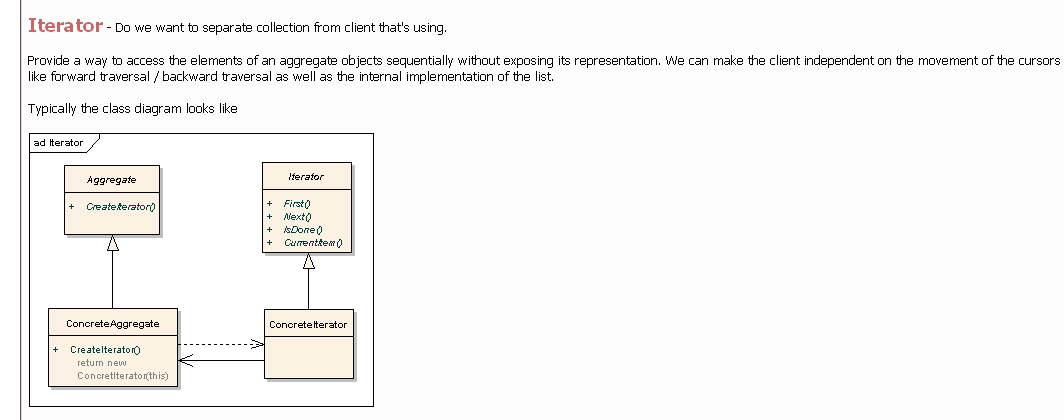 Iterator - Do we want to separate collection from client that's using.
Provide a way to access the elements of an aggregate objects sequentially without exposing its representation. We can make the client independent on the movement of the cursors
like forward traversal / backward traversal as well as the internal implementation of the list.
Typically the class diagram looks like
ad Iterator
Aggregate
+ CreateIterator()
Iterator
+ First()
+ Next()
+ IsDone()
+ CurrentItem()
ConcreteAggregate
+ CreateIterator()
return new
ConcretIterator(this)
ConcreteIterator